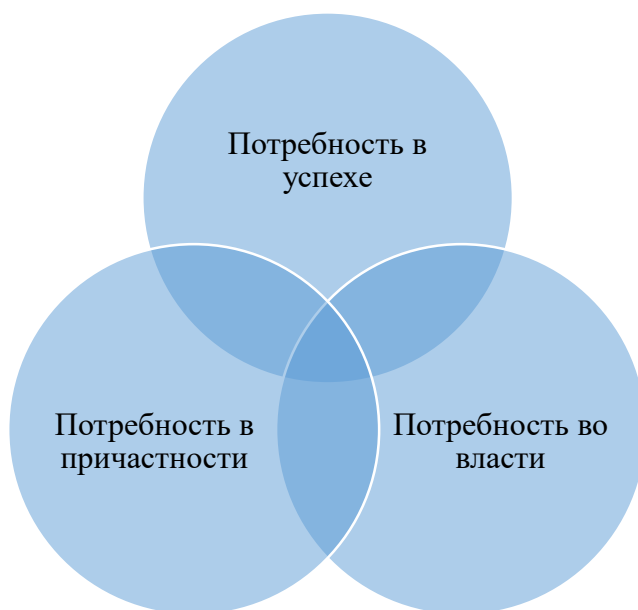 Потребность в
успехе
Потребность в
причастности
Потребность во
власти